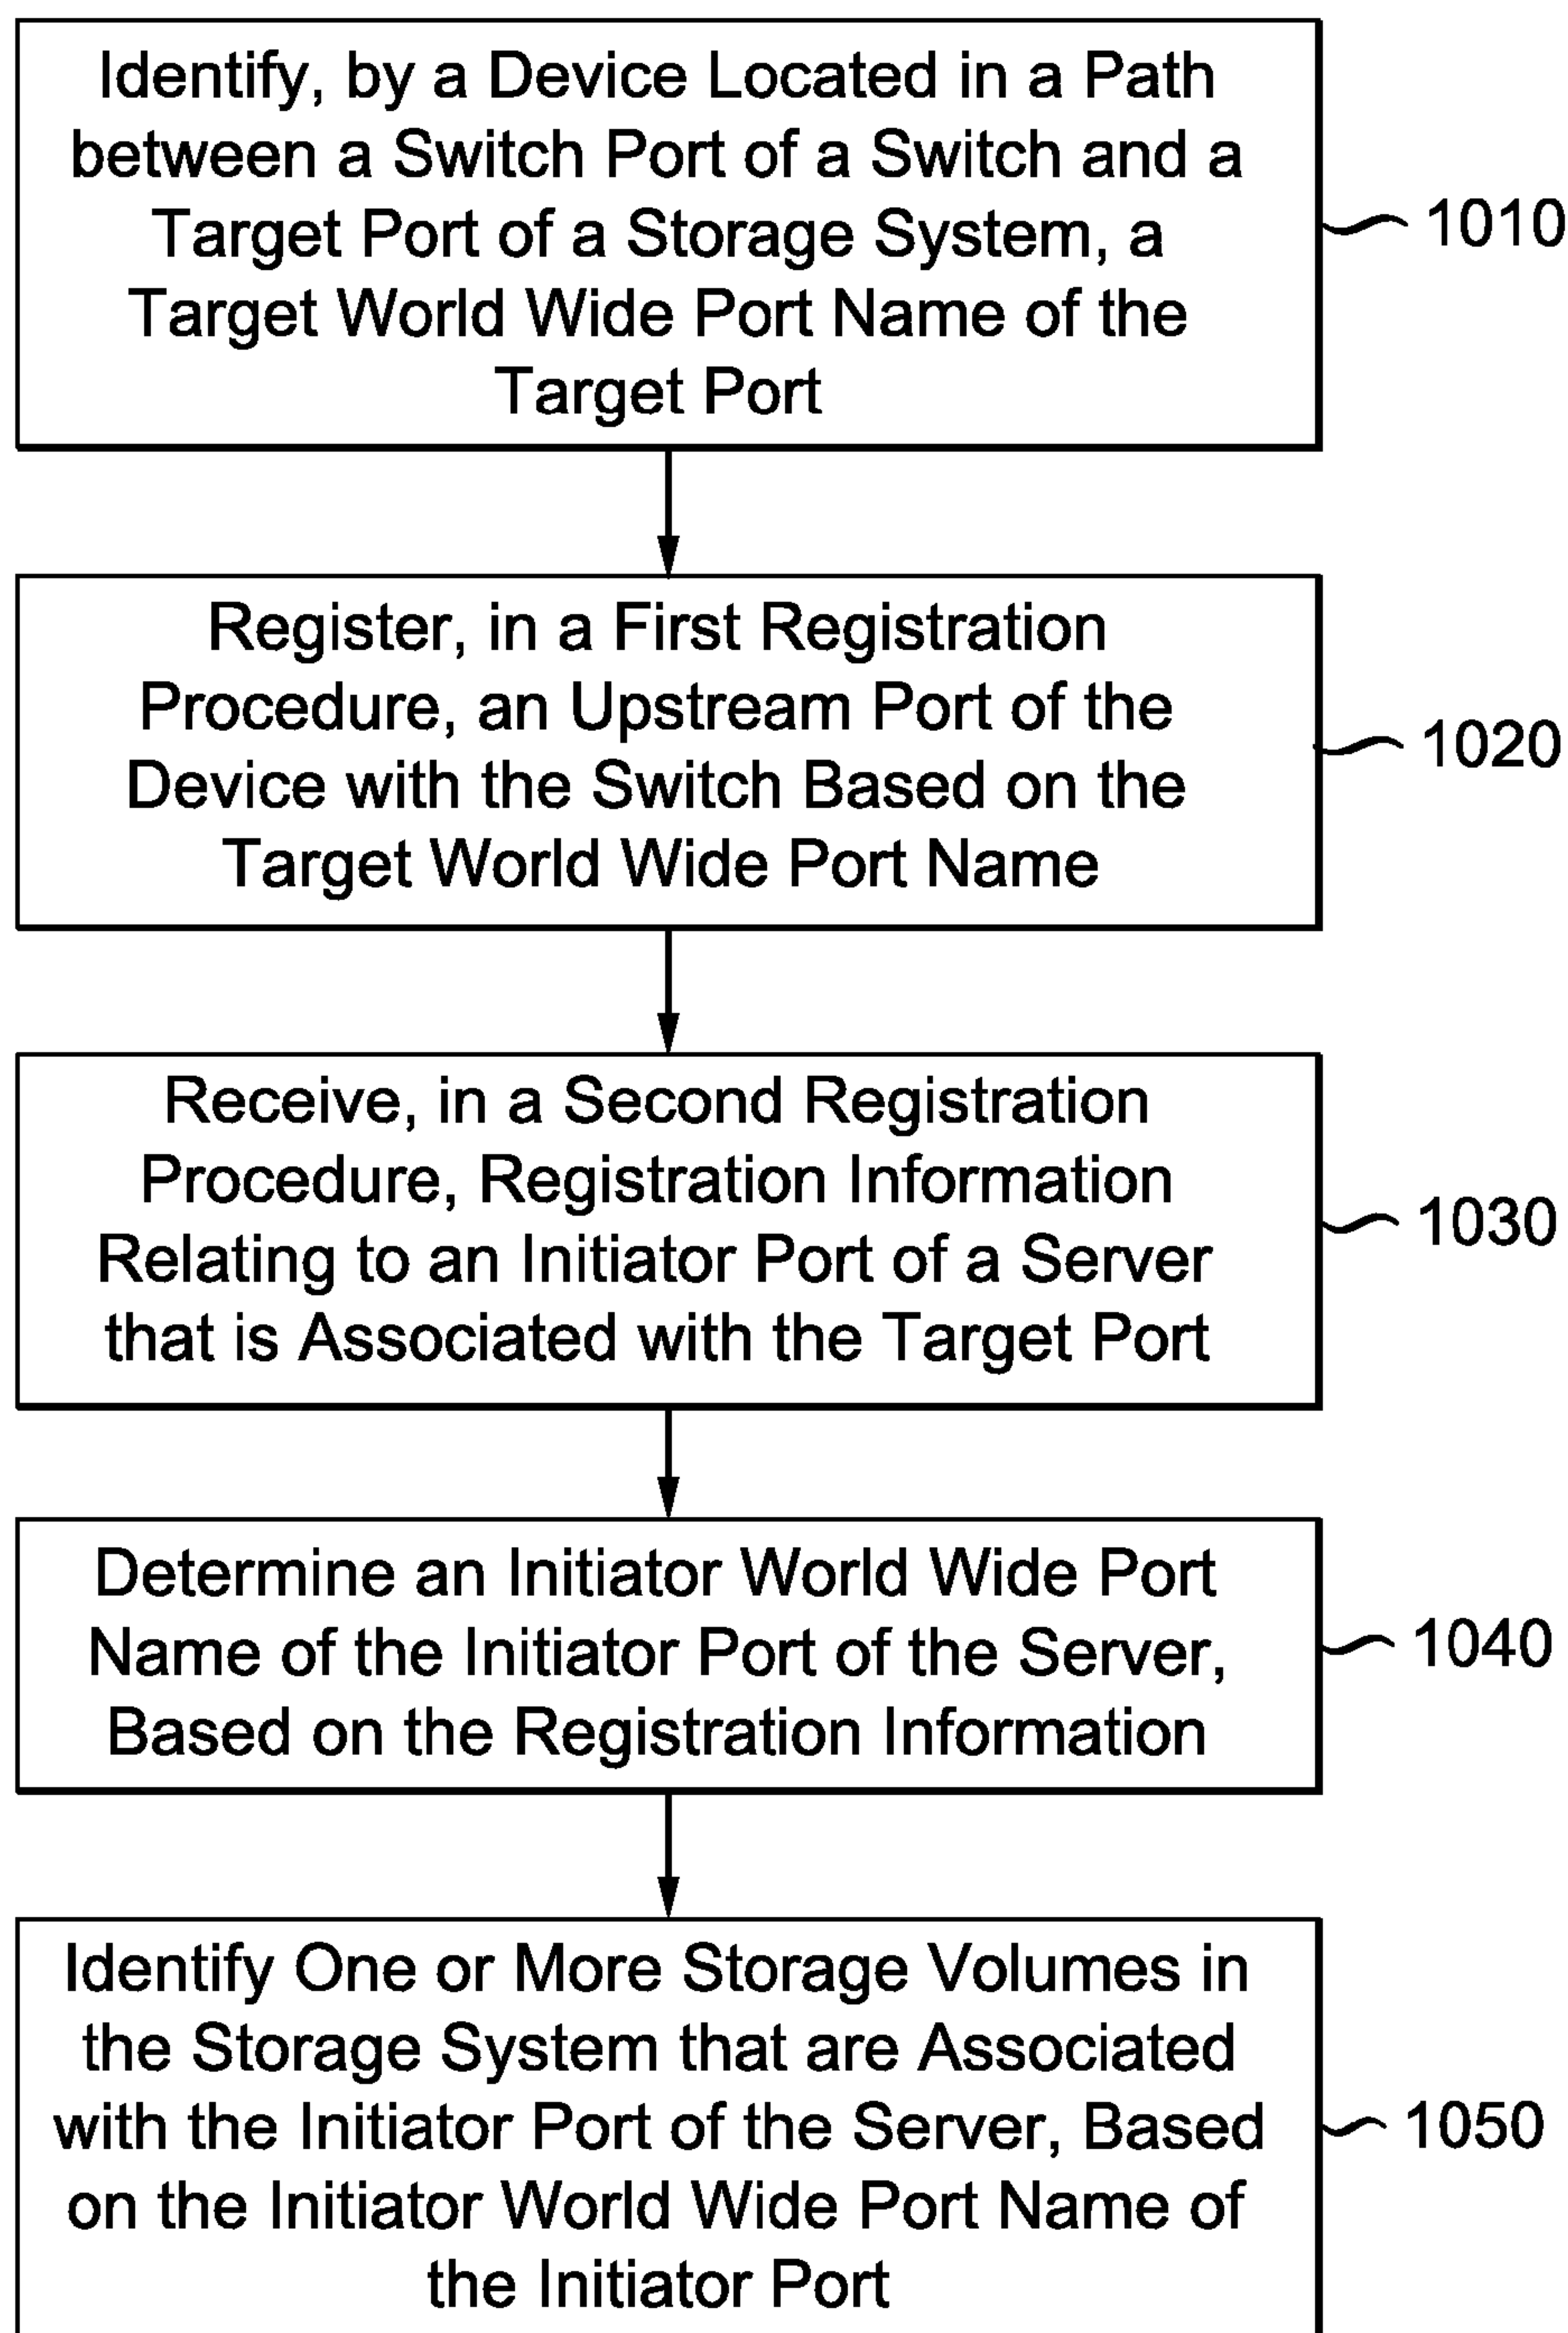 Identify, by a Device Located in a Path
between a Switch Port of a Switch and a
Target Port of a Storage System, a
Target World Wide Port Name of the
Target Port
1010
Register, in a First Registration
Procedure, an Upstream Port of the
Device with the Switch Based on the
Target World Wide Port Name
1020
Receive, in a Second Registration
Procedure, Registration Information
Relating to an Initiator Port of a Server
that is Associated with the Target Port
1030
Determine an Initiator World Wide Port
Name of the Initiator Port of the Server,
Based on the Registration Information
1040
Identify One or More Storage Volumes in
the Storage System that are Associated
with the Initiator Port of the Server, Based
on the Initiator World Wide Port Name of
the Initiator Port
1050